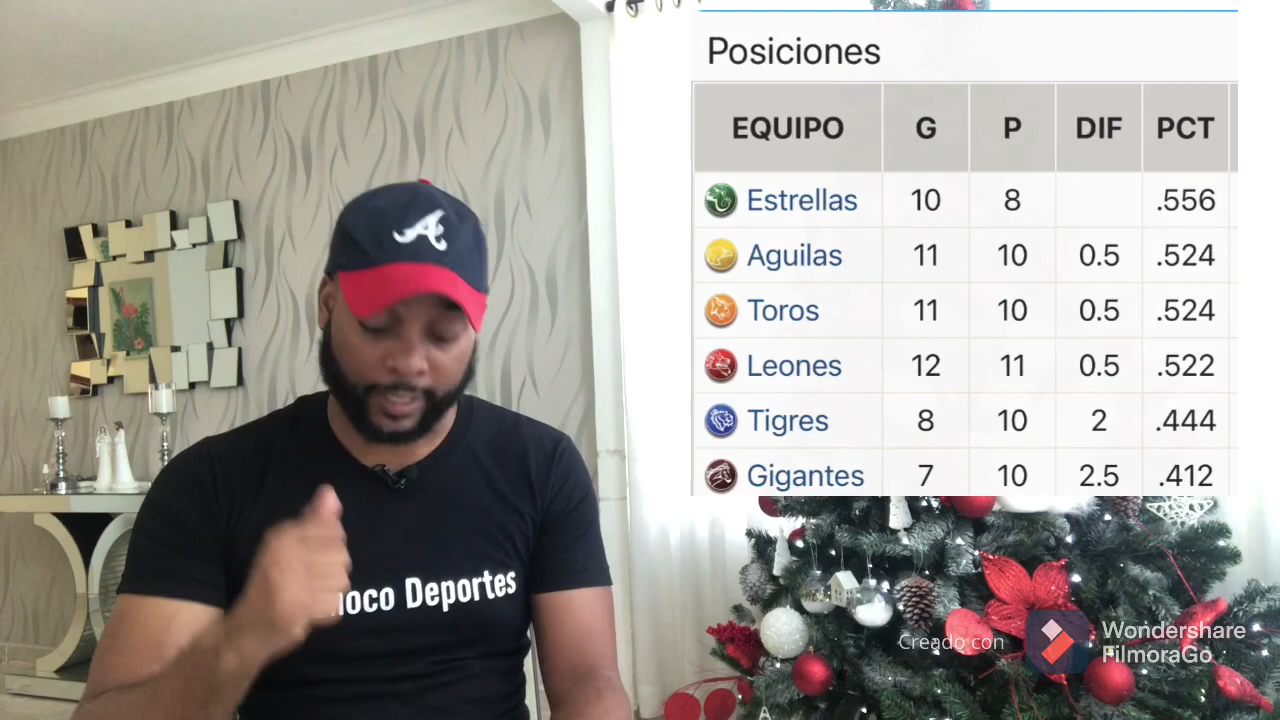 Posiciones
EQUIPO G P DIF PCT
Estrellas 10 8 .556
Aguilas 11 10 0.5 .524
Toros 11 10 0.5 .524
Leones 12 11 0.5 .522
Tigres 8 10 2 .444
Gigantes 7 10 2.5 .412
A
Deportes
Creado con
Wondershare
FilmoraGo